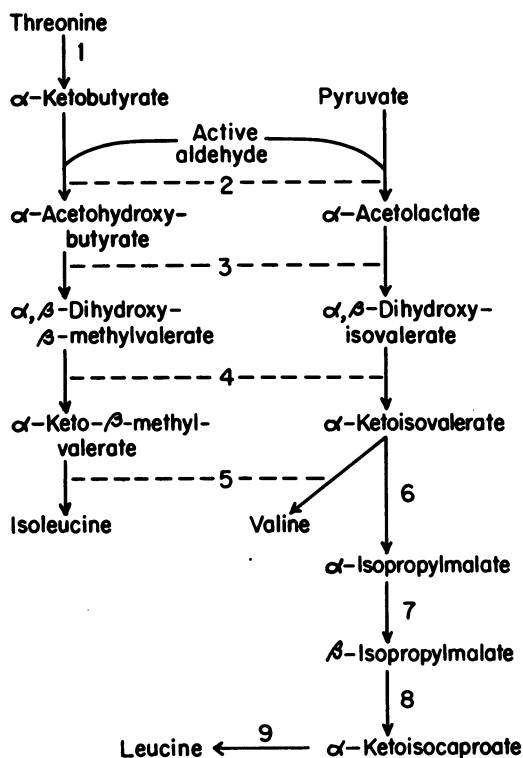 Threonine
1
α-Ketobutyrate
Pyruvate
Active
aldehyde
2
α-Acetohydroxy-
butyrate
α-Acetolactate
3
α,β-Dihydroxy-
β-methylvalerate
α,β-Dihydroxy-
isovalerate
4
α-Keto-β-methyl-
valerate
α-Ketoisovalerate
5
6
Isoleucine
Valine
α-Isopropylmalate
7
β-Isopropylmalate
8
Leucine
9
α-Ketoisocaproate